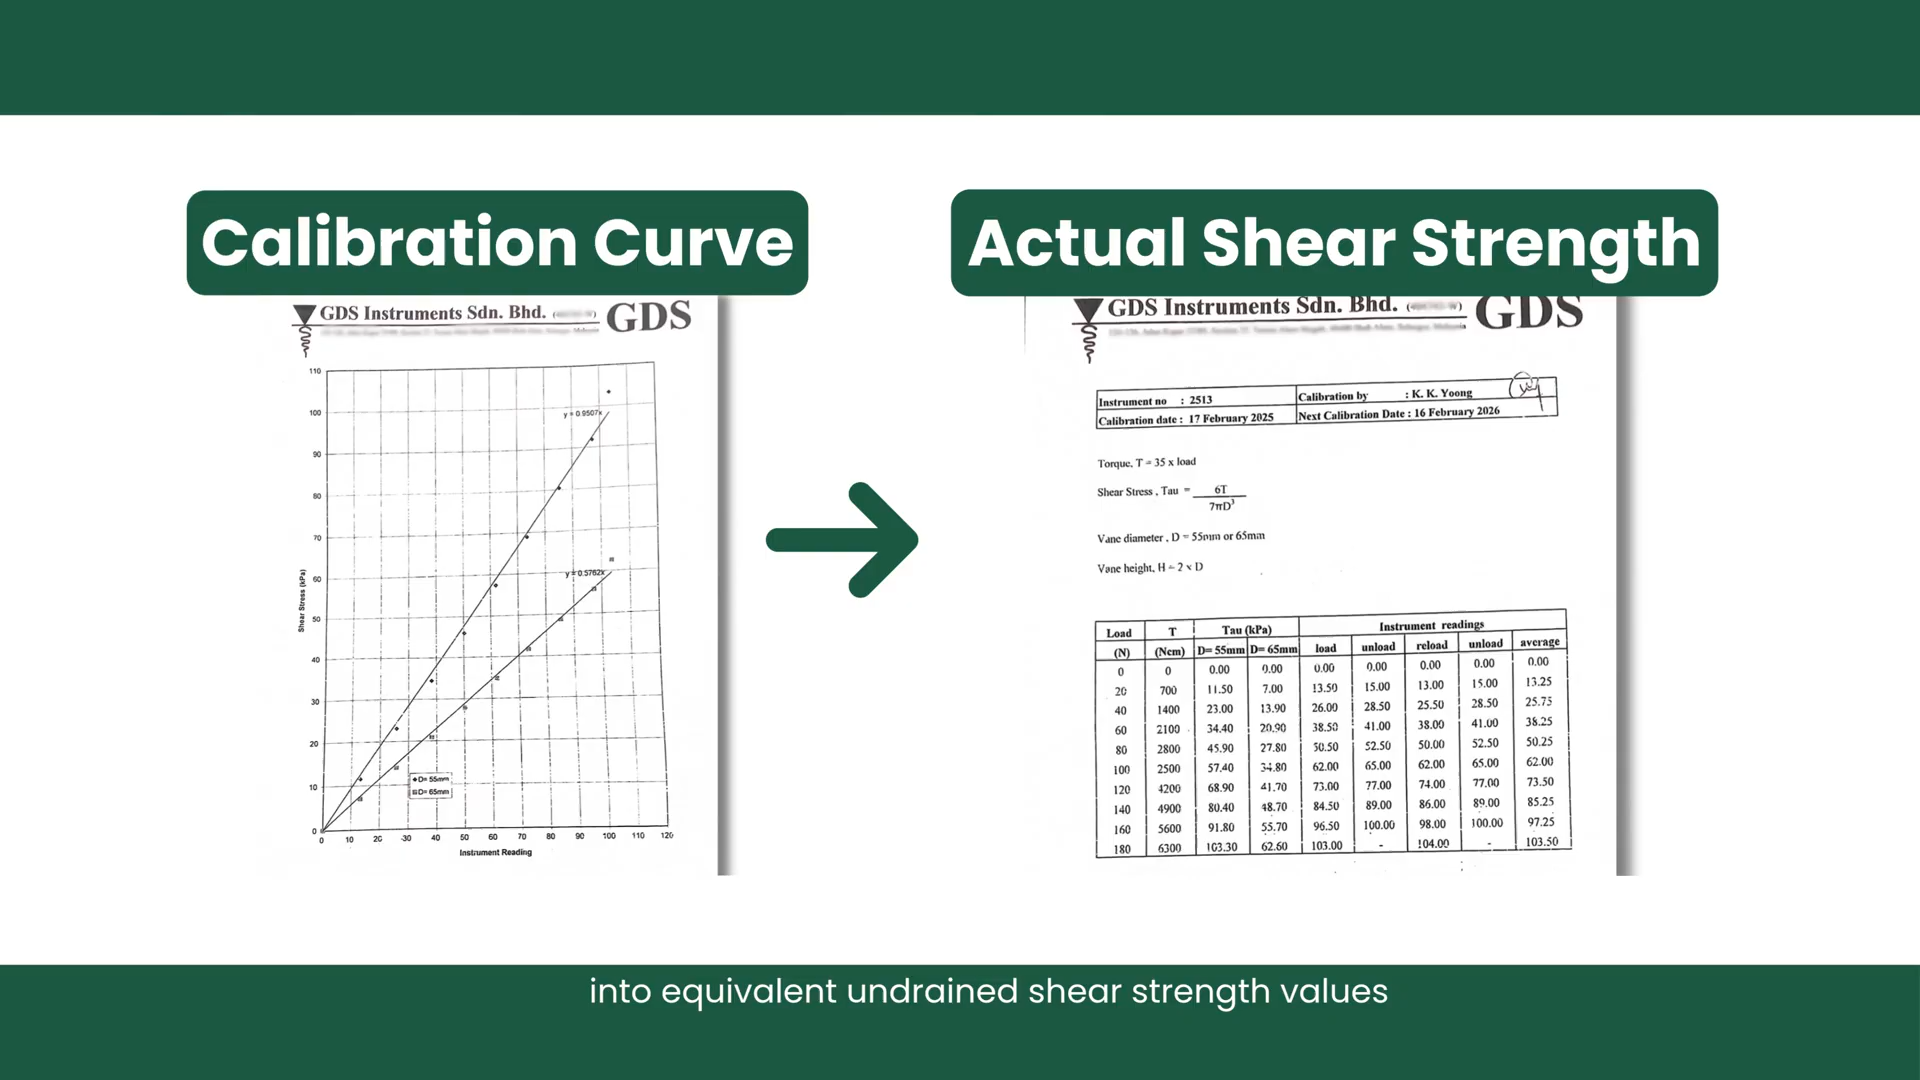 Calibration Curve
Actual Shear Strength
GDS Instruments Sdn. Bhd.
GDS
110
100
90
80
70
60
50
40
30
20
10
0
Shear Stress (kPa)
y = 0.9507x
y = 0.5762x
D= 55mm
D= 65mm
0 10 20 30 40 50 60 70 80 90 100 110 120
Instrument Reading
GDS Instruments Sdn. Bhd.
GDS
Instrument no : 2513 Calibration by : K. K. Yoong
Calibration date : 17 February 2025 Next Calibration Date : 16 February 2026
Torque, T = 35 x load
Shear Stress , Tau = 6T
7πD³
Vane diameter , D = 55mm or 65mm
Vane height, H = 2 x D
Load T Tau (kPa) Instrument readings
(N) (Ncm) D= 55mm D= 65mm load unload reload unload average
0 0 0.00 0.00 0.00 0.00 0.00 0.00 0.00
20 700 11.50 7.00 13.50 15.00 13.00 15.00 13.25
40 1400 23.00 13.90 26.00 28.50 25.50 28.50 25.75
60 2100 34.40 20.90 38.50 41.00 38.00 41.00 38.25
80 2800 45.90 27.80 50.50 52.50 50.00 52.50 50.25
100 2500 57.40 34.80 62.00 65.00 62.00 65.00 62.00
120 4200 68.90 41.70 73.00 77.00 74.00 77.00 73.50
140 4900 80.40 48.70 84.50 89.00 86.00 89.00 85.25
160 5600 91.80 55.70 96.50 100.00 98.00 100.00 97.25
180 6300 103.30 62.60 103.00 - 104.00 - 103.50
into equivalent undrained shear strength values